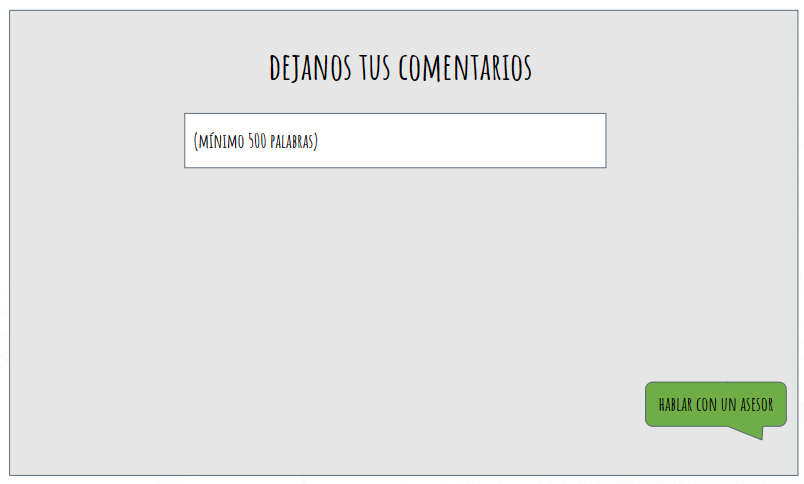 DEJANOS TUS COMENTARIOS
(MÍNIMO 500 PALABRAS)
HABLAR CON UN ASESOR